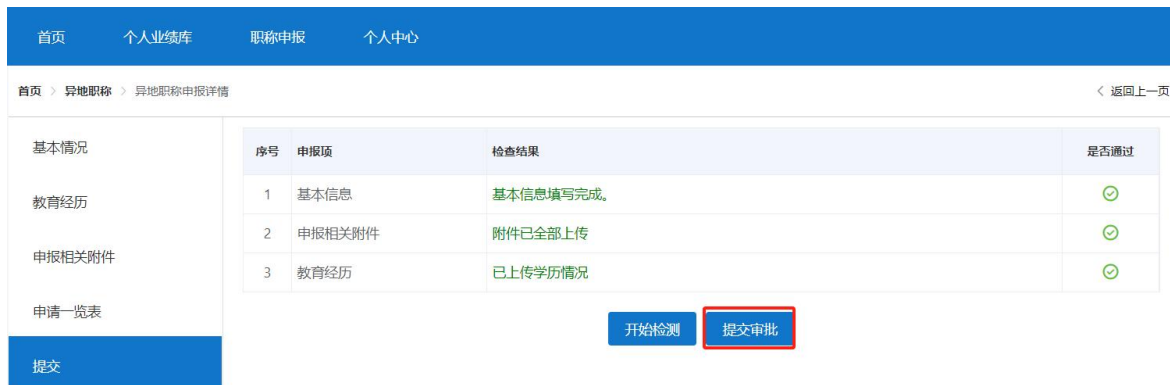 首页 个人业绩库 职称申报 个人中心
首页 > 异地职称 > 异地职称申报详情 < 返回上一页
基本情况
教育经历
申报相关附件
申请一览表
提交
序号 申报项 检查结果 是否通过
1 基本信息 基本信息填写完成。
2 申报相关附件 附件已全部上传
3 教育经历 已上传学历情况
开始检测 提交审批